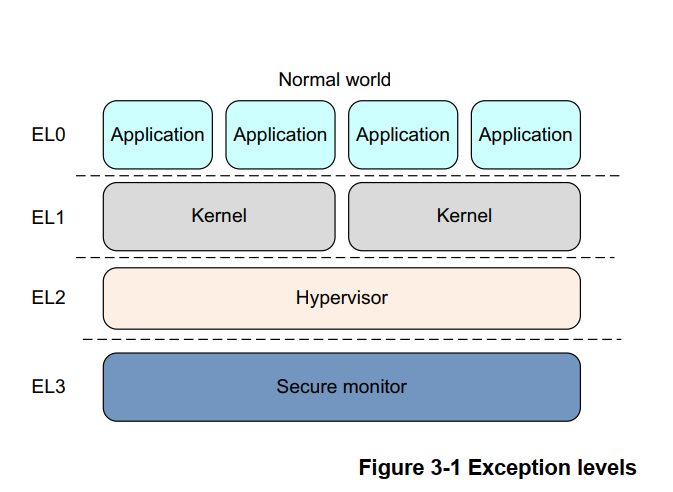 Normal world
EL0 Application Application Application Application
EL1 Kernel Kernel
EL2 Hypervisor
EL3 Secure monitor
Figure 3-1 Exception levels